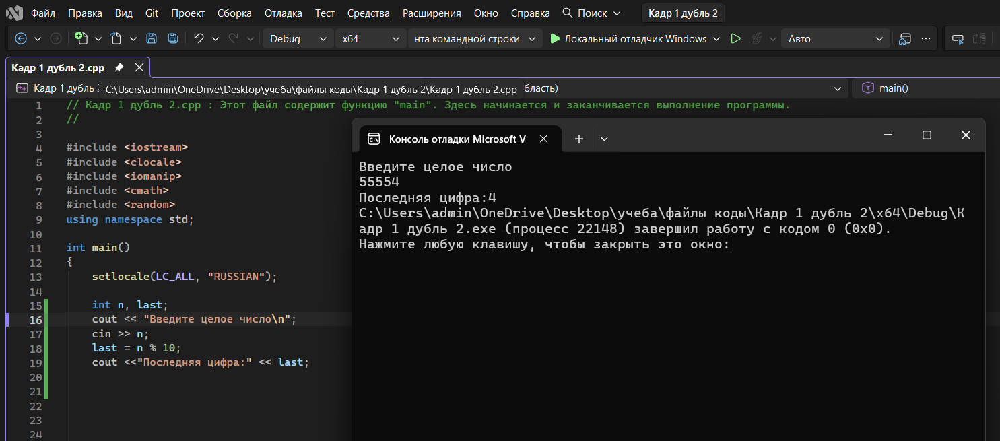 Файл Правка Вид Git Проект Сборка Отладка Тест Средства Расширения Окно Справка Поиск Кадр 1 дубль 2
Debug x64 нта командной строки Локальный отладчик Windows Авто
Кадр 1 дубль 2.cpp
Кадр 1 дубль 2 C:\Users\admin\OneDrive\Desktop\учеба\файлы коды\Кадр 1 дубль 2\Кадр 1 дубль 2.cpp бласть) main()
1 // Кадр 1 дубль 2.cpp : Этот файл содержит функцию "main". Здесь начинается и заканчивается выполнение программы.
2 //
3
4 #include <iostream>
5 #include <clocale>
6 #include <iomanip>
7 #include <cmath>
8 #include <random>
9 using namespace std;
10
11 int main()
12 {
13 setlocale(LC_ALL, "RUSSIAN");
14
15 int n, last;
16 cout << "Введите целое число\n";
17 cin >> n;
18 last = n % 10;
19 cout <<"Последняя цифра:" << last;
20
21
22
23
24
Консоль отладки Microsoft Vi
Введите целое число
55554
Последняя цифра:4
C:\Users\admin\OneDrive\Desktop\учеба\файлы коды\Кадр 1 дубль 2\x64\Debug\К
адр 1 дубль 2.exe (процесс 22148) завершил работу с кодом 0 (0x0).
Нажмите любую клавишу, чтобы закрыть это окно: